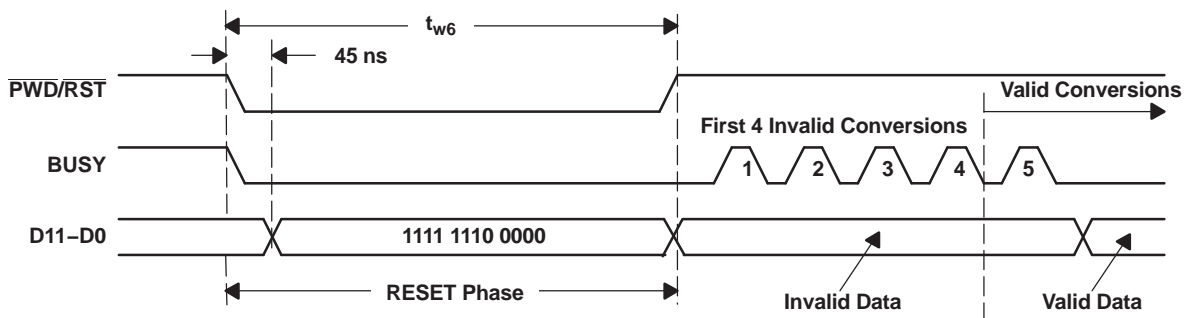 tw6
45 ns
PWD/RST
Valid Conversions
First 4 Invalid Conversions
BUSY
1 2 3 4 5
D11–D0
1111 1110 0000
RESET Phase
Invalid Data
Valid Data